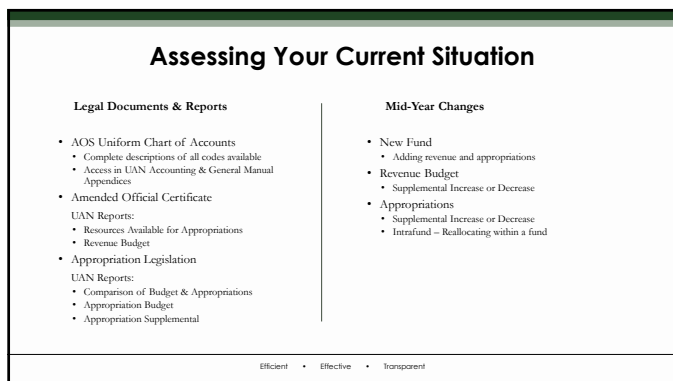 Assessing Your Current Situation
Legal Documents & Reports
• AOS Uniform Chart of Accounts
• Complete descriptions of all codes available
• Access in UAN Accounting & General Manual
Appendices
• Amended Official Certificate
UAN Reports:
• Resources Available for Appropriations
• Revenue Budget
• Appropriation Legislation
UAN Reports:
• Comparison of Budget & Appropriations
• Appropriation Budget
• Appropriation Supplemental
Mid-Year Changes
• New Fund
• Adding revenue and appropriations
• Revenue Budget
• Supplemental Increase or Decrease
• Appropriations
• Supplemental Increase or Decrease
• Intrafund – Reallocating within a fund
Efficient • Effective • Transparent